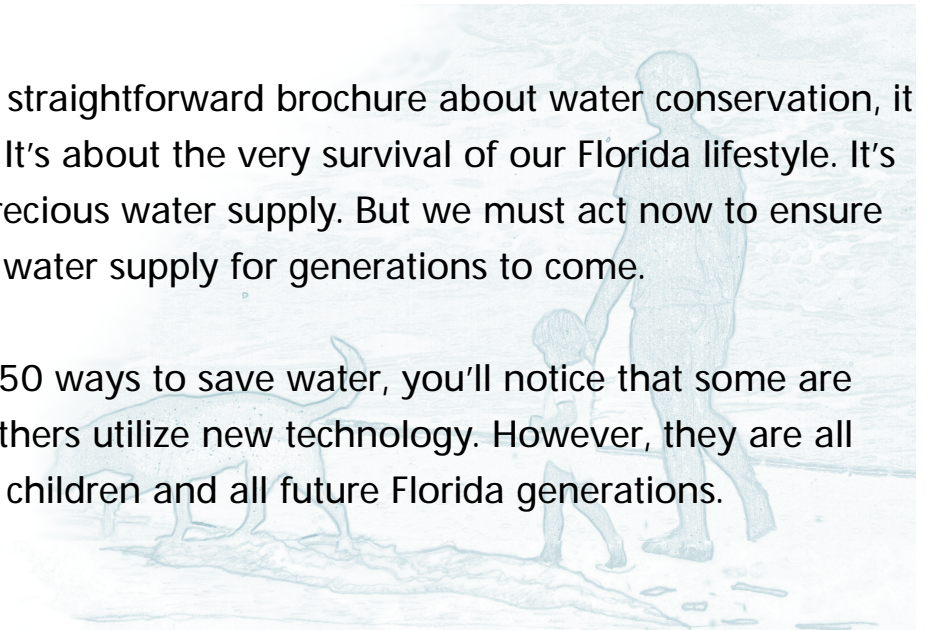 straightforward brochure about water conservation, it
It's about the very survival of our Florida lifestyle. It's
recious water supply. But we must act now to ensure
water supply for generations to come.
50 ways to save water, you'll notice that some are
thers utilize new technology. However, they are all
children and all future Florida generations.